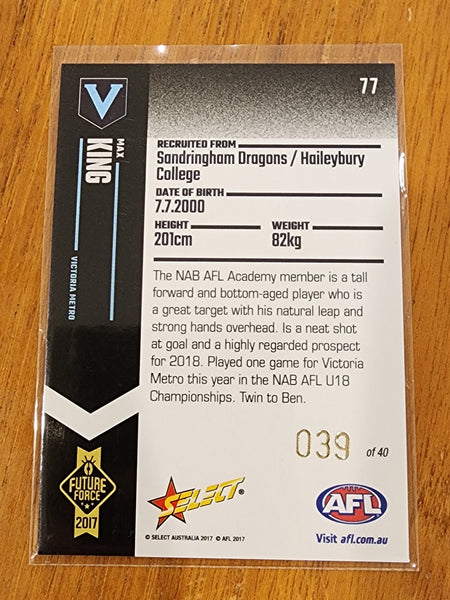 77
V
MAX
KING
VICTORIA METRO
RECRUITED FROM
Sandringham Dragons / Haileybury
College
DATE OF BIRTH
7.7.2000
HEIGHT WEIGHT
201cm 82kg
The NAB AFL Academy member is a tall
forward and bottom-aged player who is
a great target with his natural leap and
strong hands overhead. Is a neat shot
at goal and a highly regarded prospect
for 2018. Played one game for Victoria
Metro this year in the NAB AFL U18
Championships. Twin to Ben.
039 of 40
FUTURE
FORCE
2017
SELECT
AFL
© SELECT AUSTRALIA 2017 © AFL 2017
Visit afl.com.au